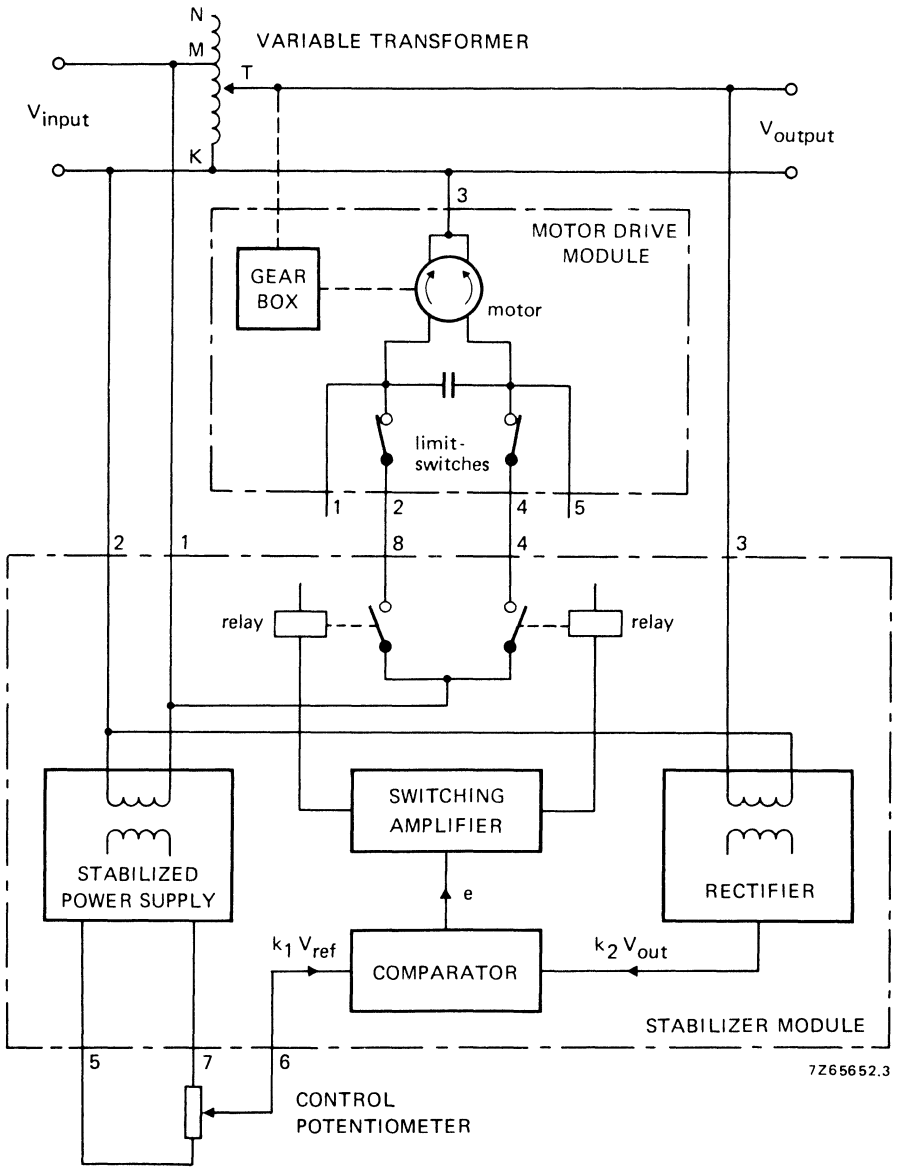 N
VARIABLE TRANSFORMER
M
T
Vinput
Voutput
K
3
MOTOR DRIVE
MODULE
GEAR
BOX
motor
limit-
switches
1
2
4
5
2
1
8
4
3
relay
relay
SWITCHING
AMPLIFIER
STABILIZED
POWER SUPPLY
RECTIFIER
e
k1 Vref
k2 Vout
COMPARATOR
STABILIZER MODULE
5
7
6
7Z65652.3
CONTROL
POTENTIOMETER